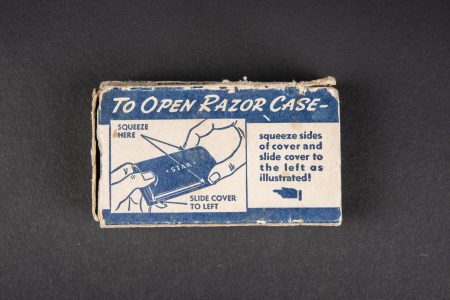 TO OPEN RAZOR CASE-
SQUEEZE
HERE
STAR
SLIDE COVER
TO LEFT
squeeze sides
of cover and
slide cover to
the left as
illustrated!